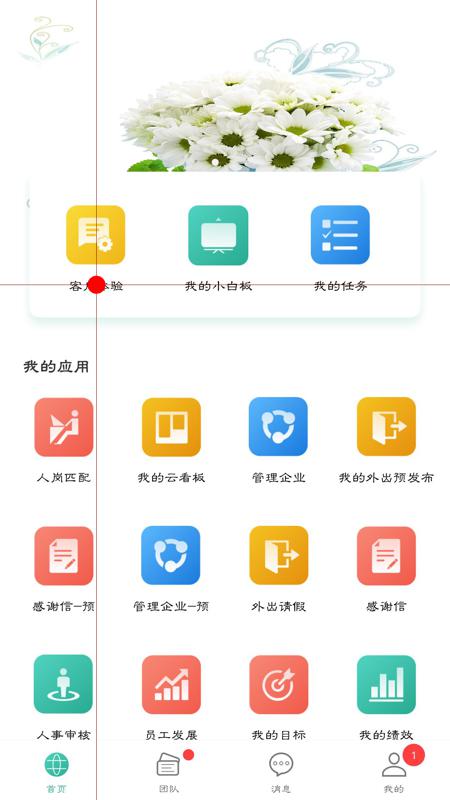 客 验
我的小白板
我的任务
我的应用
人岗匹配
我的云看板
管理企业
我的外出预发布
感谢信-预
管理企业-预
外出请假
感谢信
人事审核
员工发展
我的目标
我的绩效
1
首页
团队
消息
我的